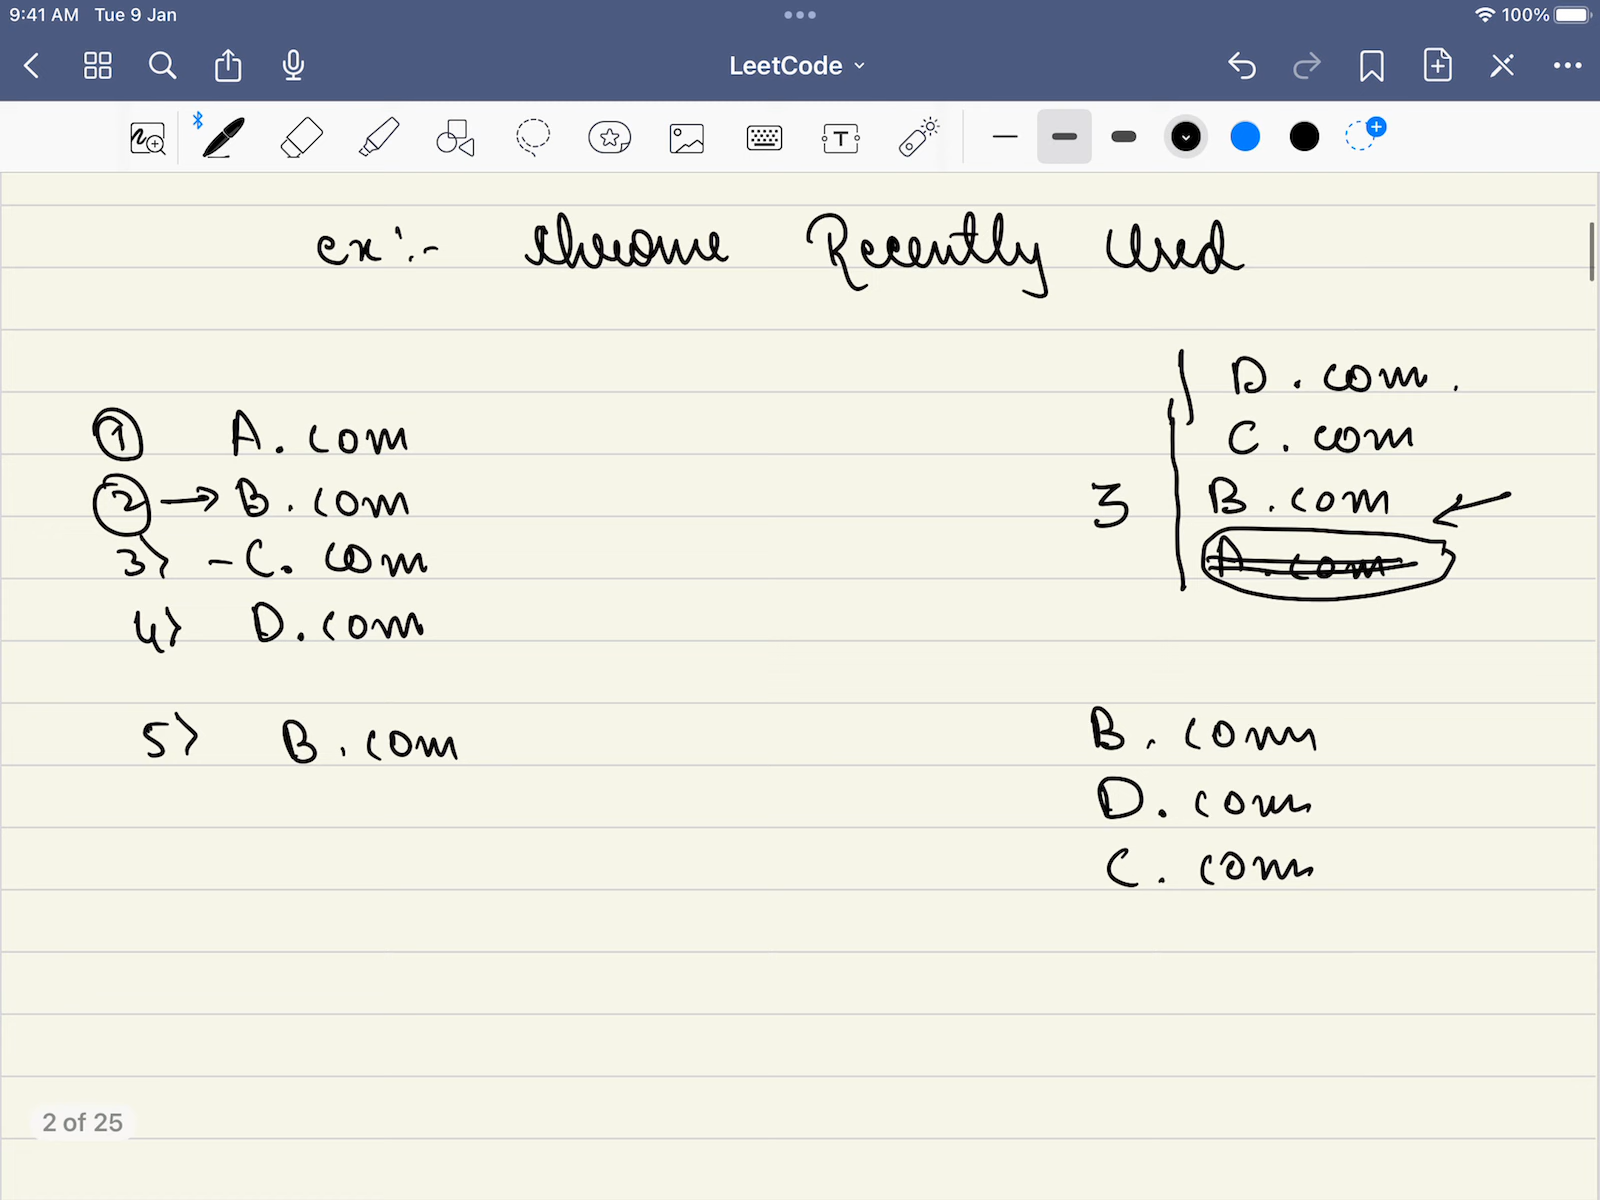 9:41 AM Tue 9 Jan
100%
LeetCode
T
ex:- chrome Recently Used
D.com.
C.com
3 B.com
A.com
① A.com
② → B.com
3> - C.com
4> D.com
5> B.com
B.com
D.com
C.com
2 of 25